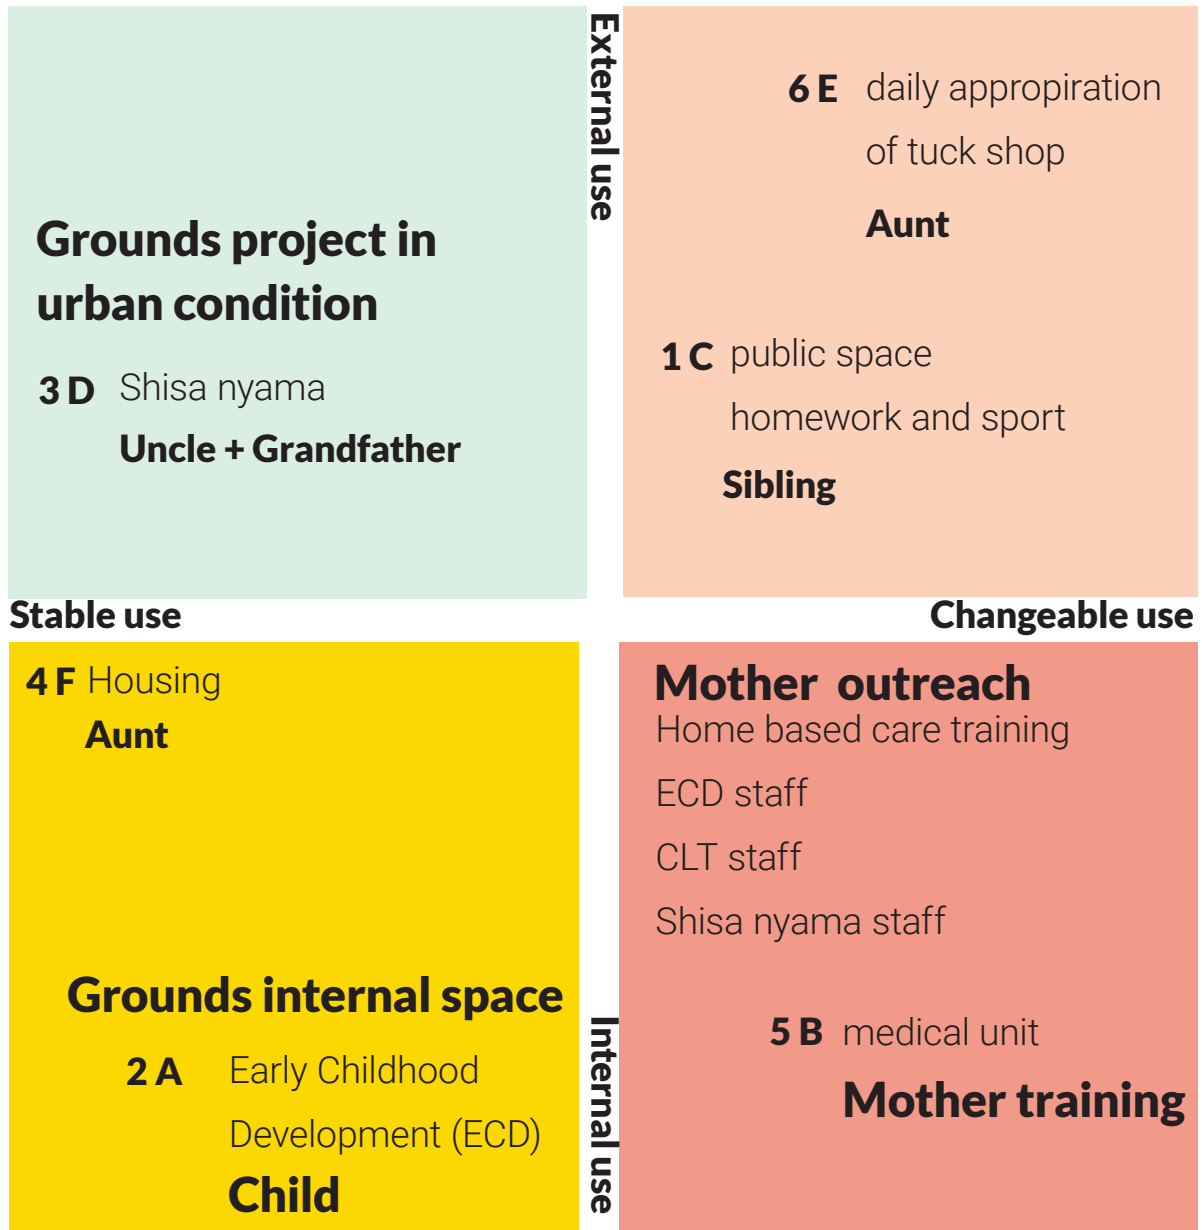 External use
Grounds project in
urban condition
3 D Shisa nyama
Uncle + Grandfather
6 E daily appropiration
of tuck shop
Aunt
1 C public space
homework and sport
Sibling
Stable use
Changeable use
4 F Housing
Aunt
Grounds internal space
2 A Early Childhood
Development (ECD)
Child
Internal use
Mother outreach
Home based care training
ECD staff
CLT staff
Shisa nyama staff
5 B medical unit
Mother training